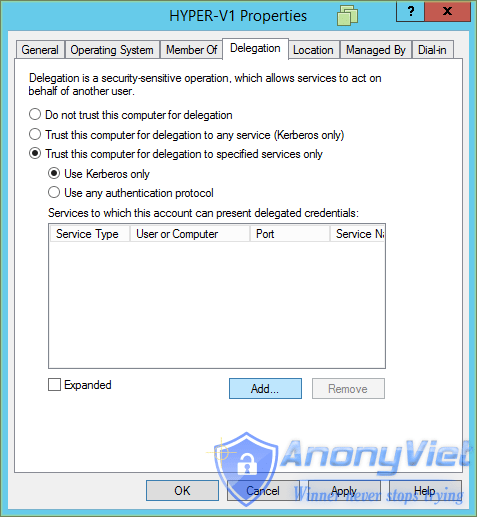 HYPER-V1 Properties
? X
General Operating System Member Of Delegation Location Managed By Dial-in
Delegation is a security-sensitive operation, which allows services to act on
behalf of another user.
Do not trust this computer for delegation
Trust this computer for delegation to any service (Kerberos only)
Trust this computer for delegation to specified services only
Use Kerberos only
Use any authentication protocol
Services to which this account can present delegated credentials:
Service Type User or Computer Port Service Na
Expanded Add... Remove
AnonyViet
Winner never stops trying
OK Cancel Apply Help